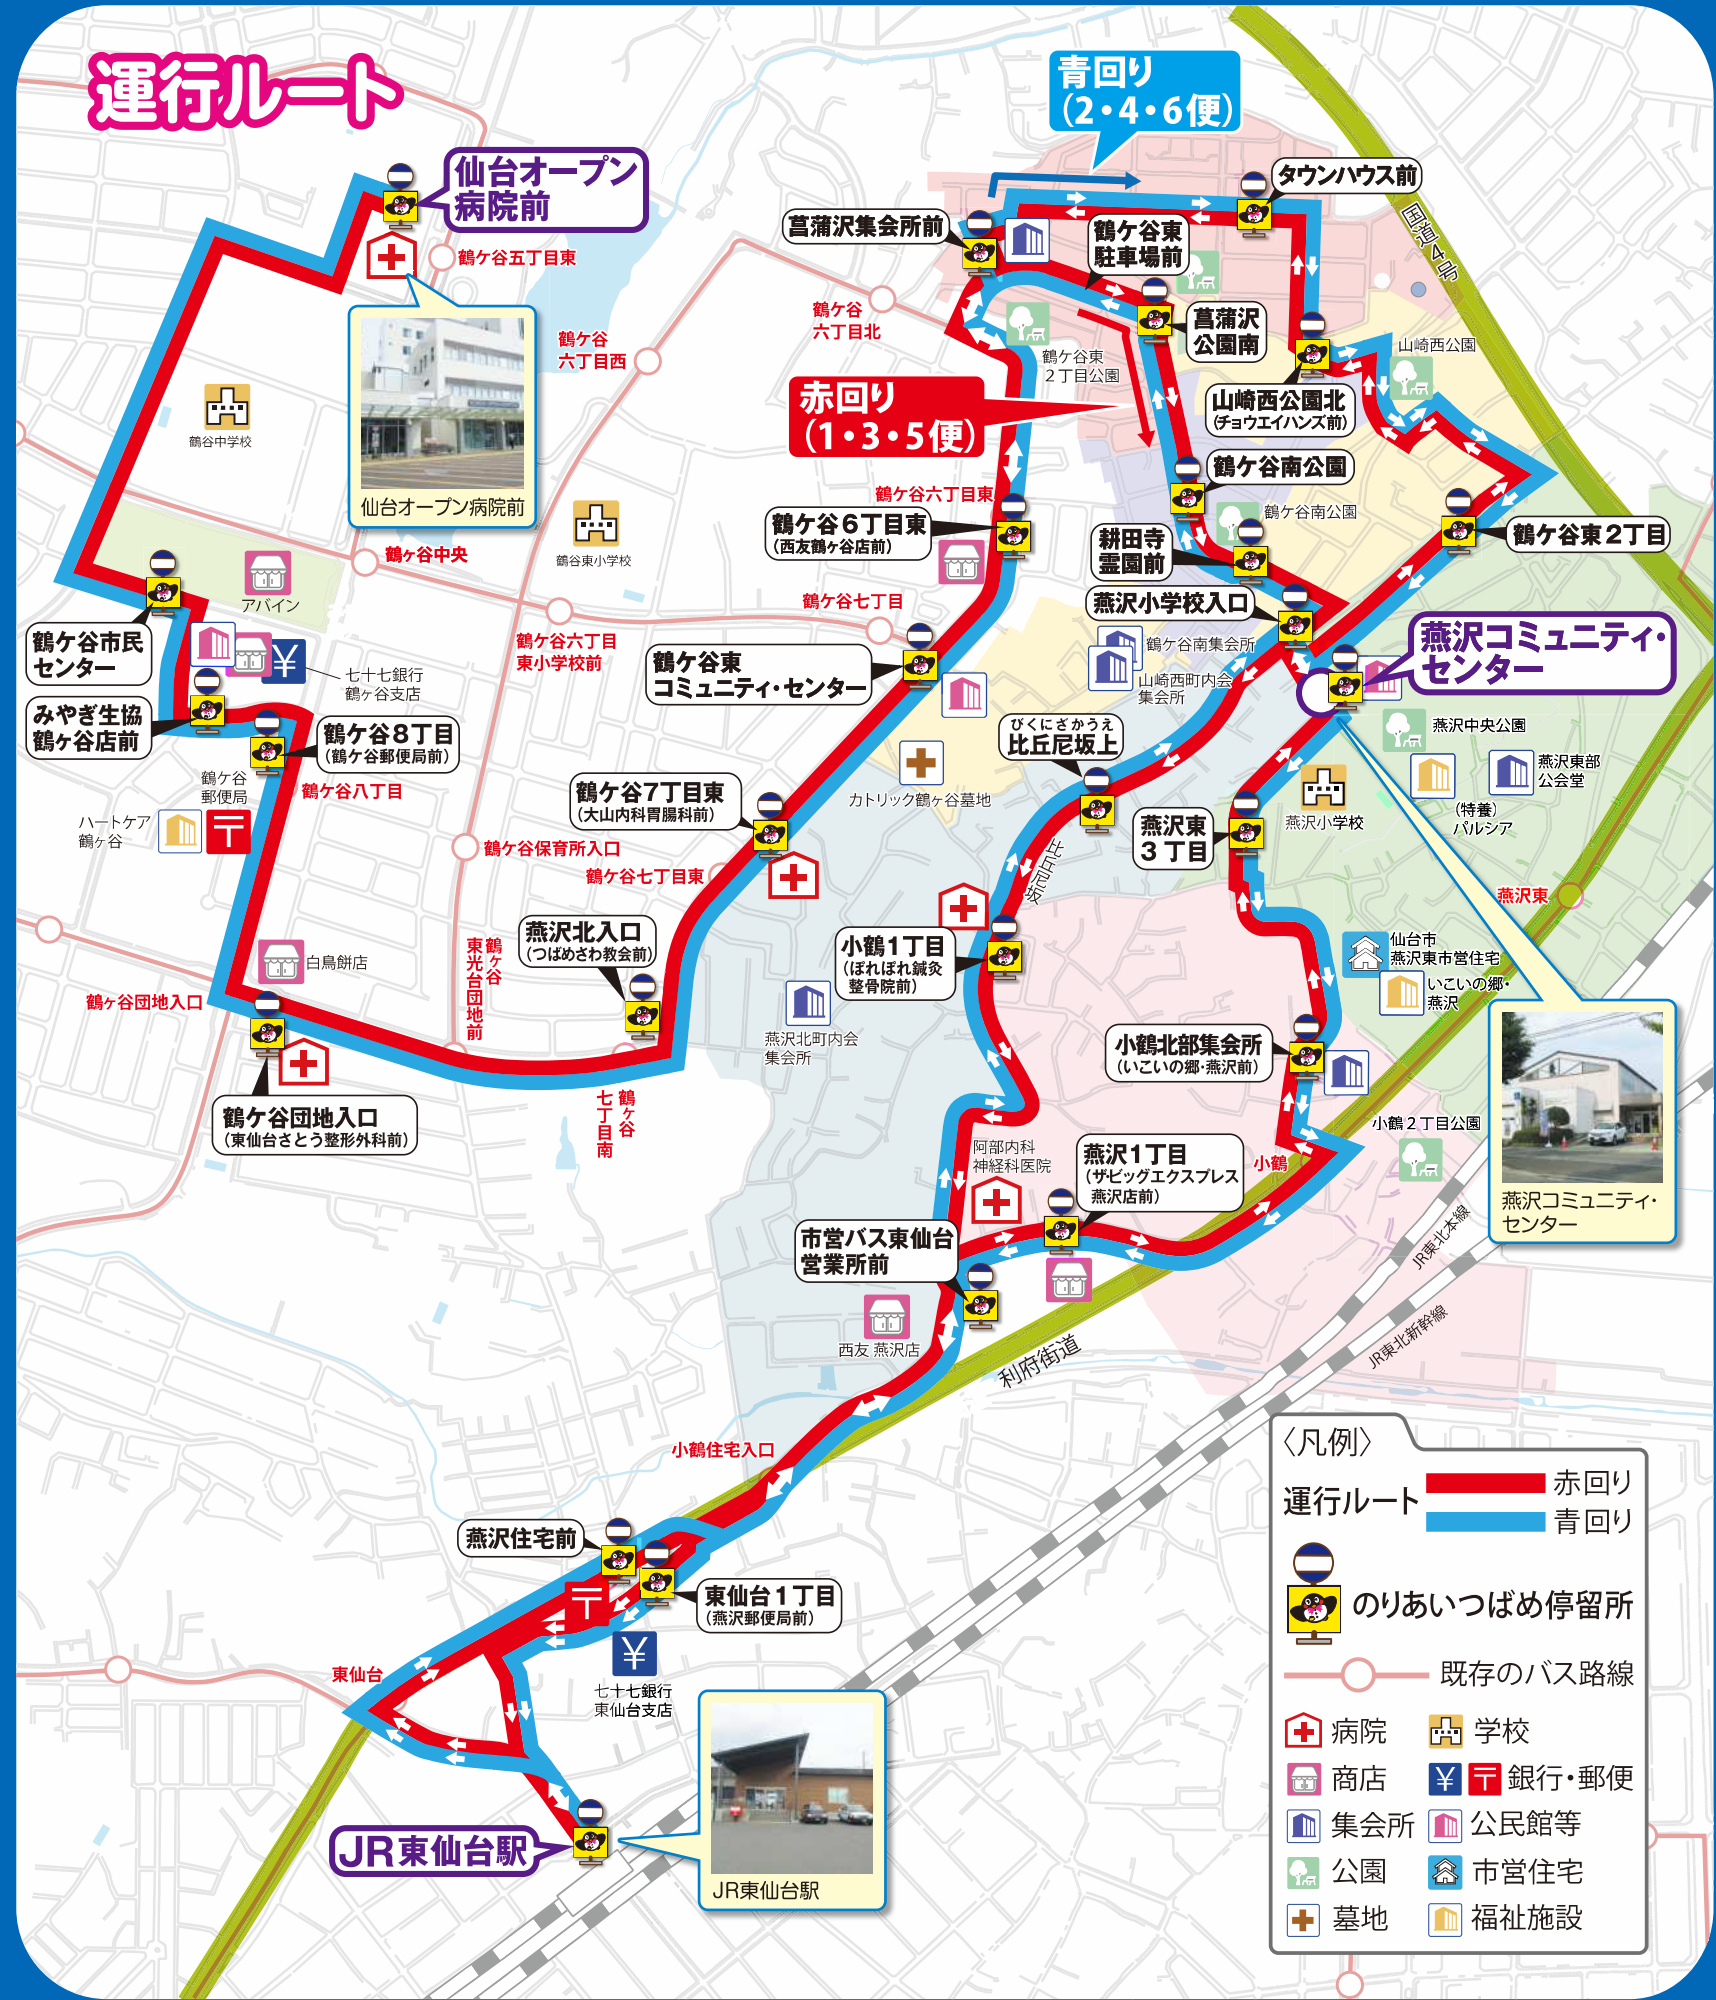 運行ルート
青回り
（2・4・6便）
仙台オープン
病院前
タウンハウス前
国道4号
菖蒲沢集会所前
鶴ケ谷東
駐車場前
鶴ケ谷五丁目東
鶴ケ谷
六丁目北
菖蒲沢
公園南
鶴ケ谷
六丁目西
鶴ケ谷東
２丁目公園
山崎西公園
赤回り
（1・3・5便）
山崎西公園北
(チョウエイハンズ前)
鶴谷中学校
仙台オープン病院前
鶴ケ谷南公園
鶴ケ谷六丁目東
鶴ケ谷６丁目東
(西友鶴ヶ谷店前)
鶴ケ谷南公園
耕田寺
霊園前
鶴ケ谷東２丁目
鶴ヶ谷中央
鶴谷東小学校
アバイン
鶴ケ谷七丁目
燕沢小学校入口
鶴ケ谷市民
センター
鶴ケ谷六丁目
東小学校前
鶴ケ谷東
コミュニティ・センター
鶴ケ谷南集会所
山崎西町内会
集会所
燕沢コミュニティ・
センター
七十七銀行
鶴ヶ谷支店
みやぎ生協
鶴ヶ谷店前
鶴ケ谷8丁目
(鶴ケ谷郵便局前)
びくにざかうえ
比丘尼坂上
燕沢中央公園
燕沢東部
公会堂
(特養)
パルシア
鶴ケ谷
郵便局
鶴ケ谷八丁目
鶴ケ谷7丁目東
(大山内科胃腸科前)
カトリック鶴ヶ谷墓地
燕沢小学校
ハートケア
鶴ヶ谷
鶴ケ谷保育所入口
燕沢東
3丁目
比丘尼坂
鶴ケ谷七丁目東
燕沢東
燕沢北入口
(つばめさわ教会前)
小鶴1丁目
(ぽれぽれ鍼灸
整骨院前)
仙台市
燕沢東市営住宅
いこいの郷・
燕沢
白鳥餅店
鶴ケ谷
東光台団地前
鶴ヶ谷団地入口
燕沢北町内会
集会所
小鶴北部集会所
(いこいの郷・燕沢前)
鶴ケ谷団地入口
(東仙台さとう整形外科前)
鶴ケ谷
七丁目南
小鶴２丁目公園
阿部内科
神経科医院
燕沢1丁目
(ザ・ビッグエクスプレス
燕沢店前)
小鶴
燕沢コミュニティ・
センター
市営バス東仙台
営業所前
JR東北本線
西友 燕沢店
利府街道
JR東北新幹線
小鶴住宅入口
燕沢住宅前
東仙台１丁目
(燕沢郵便局前)
東仙台
七十七銀行
東仙台支店
JR東仙台駅
JR東仙台駅
〈凡例〉
運行ルート
赤回り
青回り
のりあいつばめ停留所
既存のバス路線
病院
学校
商店
銀行・郵便
集会所
公民館等
公園
市営住宅
墓地
福祉施設